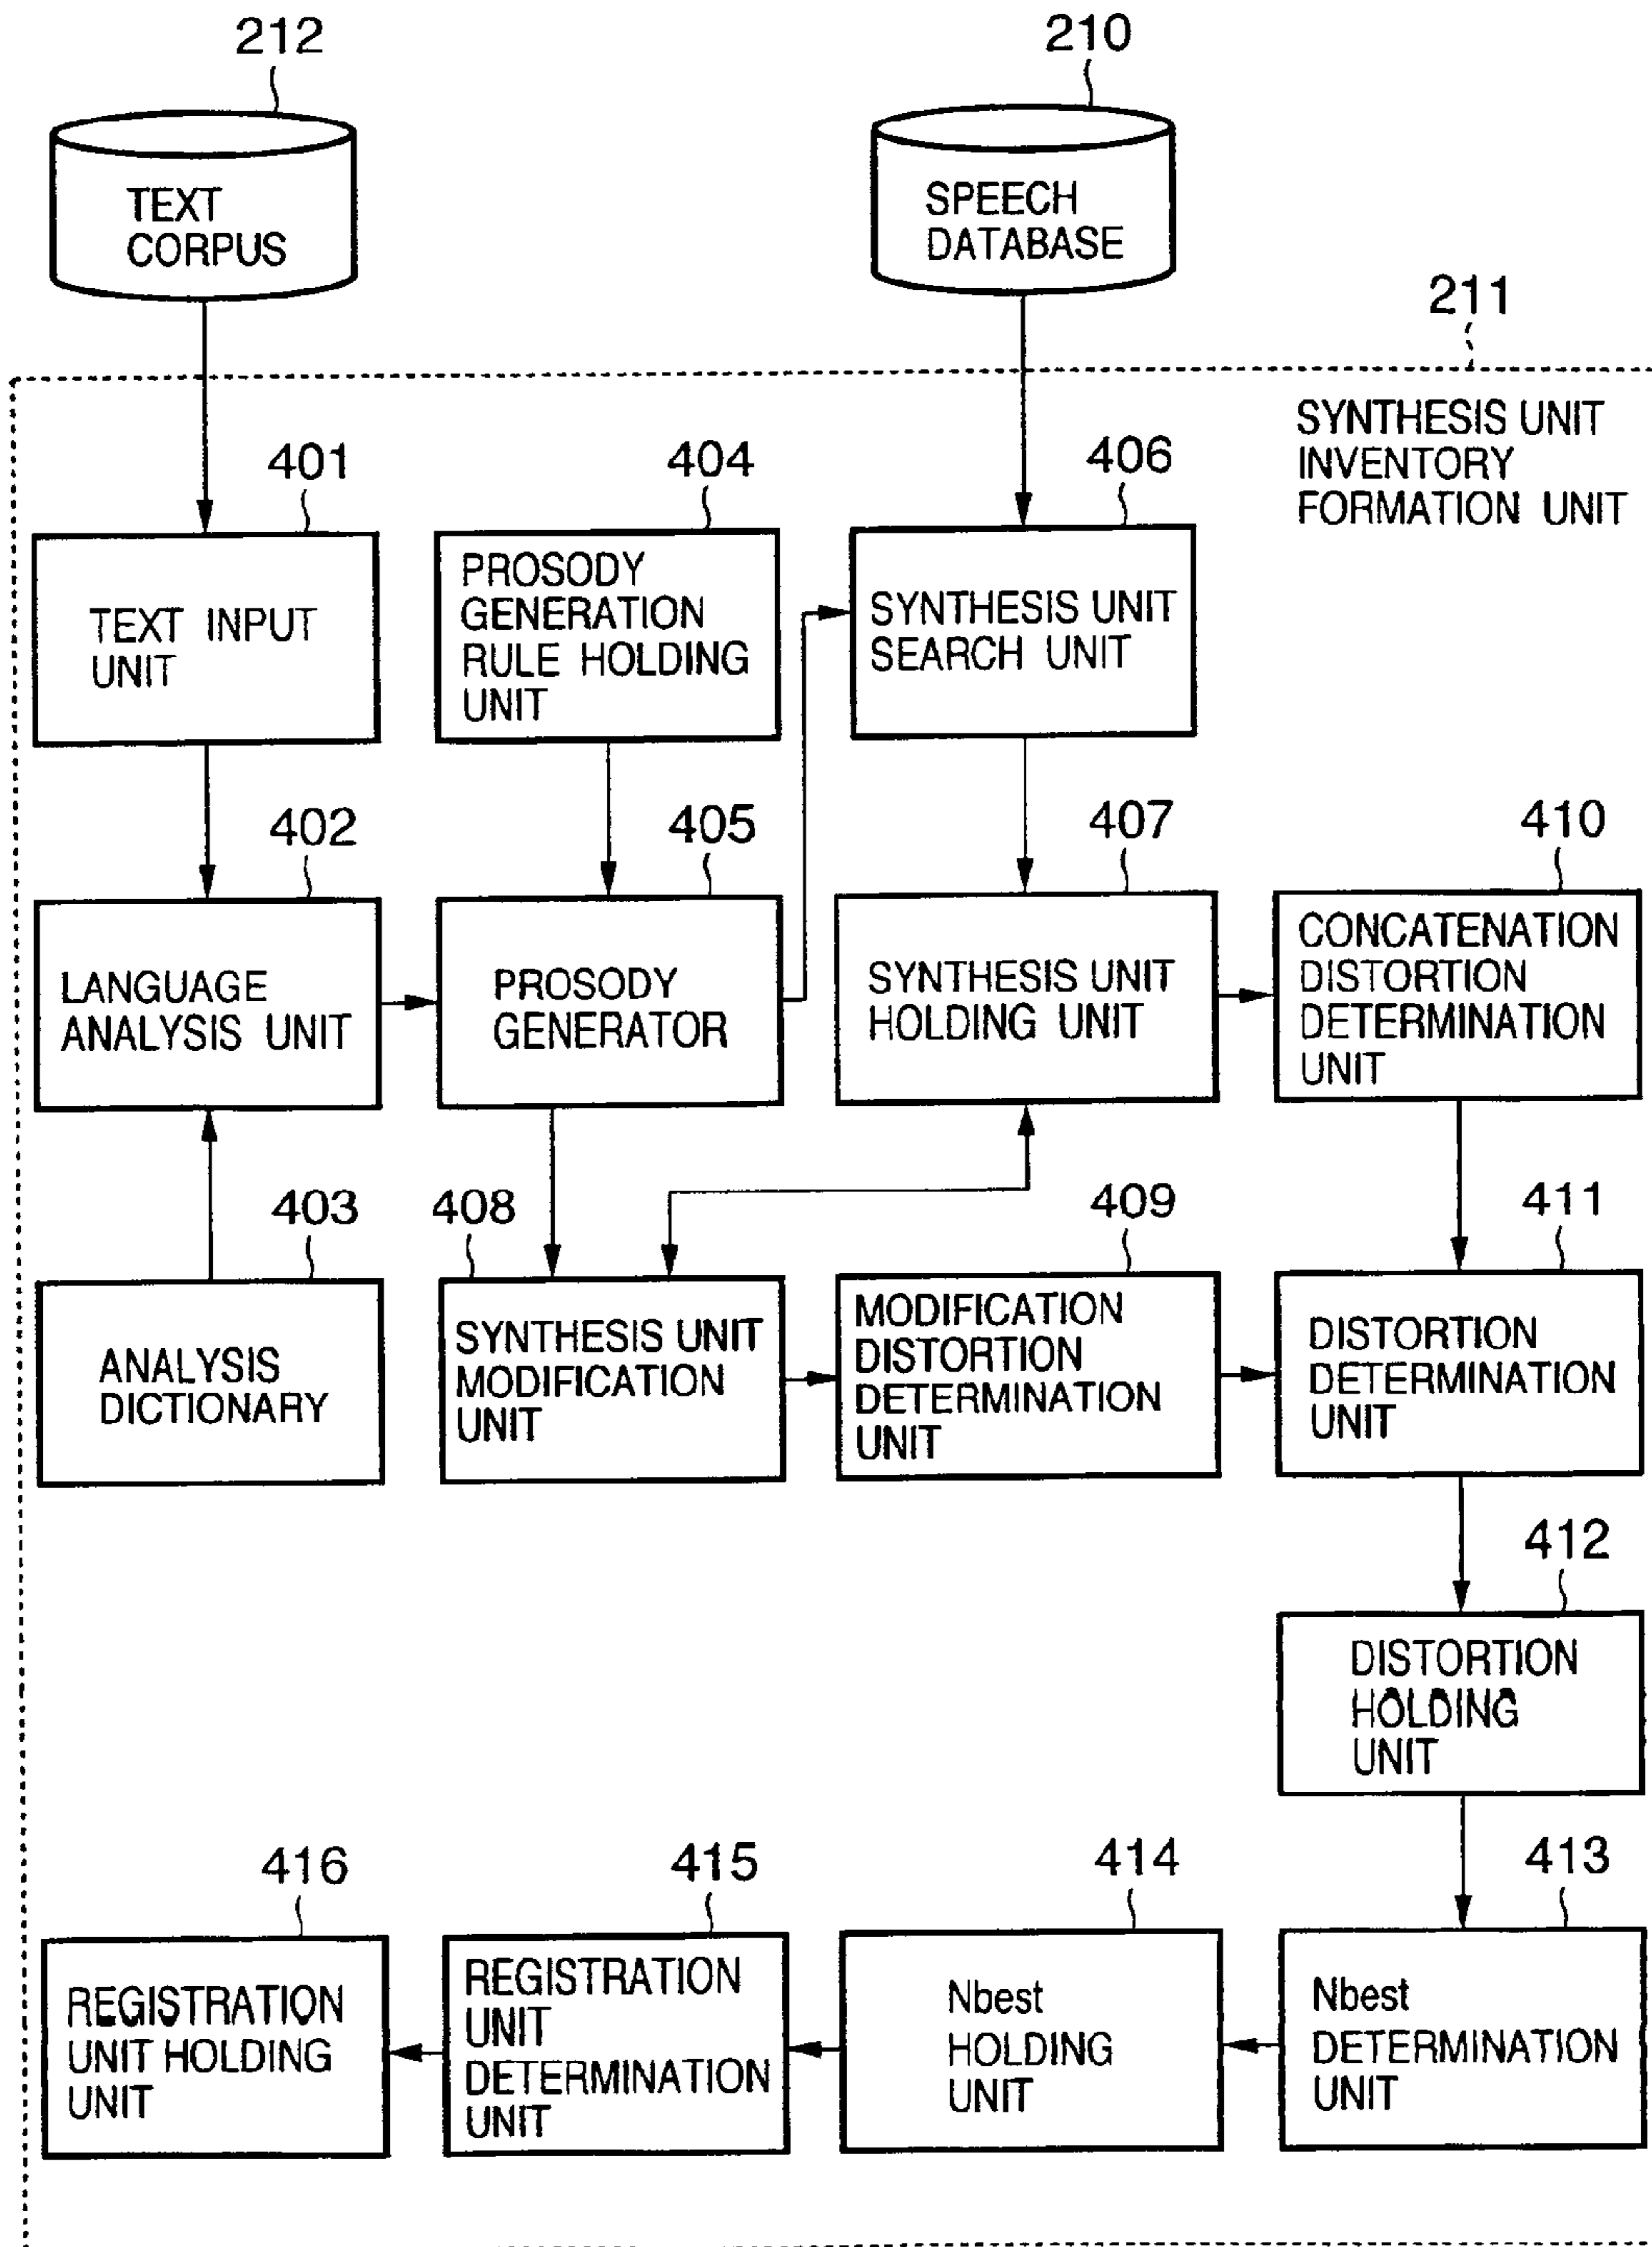 212
210
TEXT
CORPUS
SPEECH
DATABASE
211
SYNTHESIS UNIT
INVENTORY
FORMATION UNIT
401
404
406
TEXT INPUT
UNIT
PROSODY
GENERATION
RULE HOLDING
UNIT
SYNTHESIS UNIT
SEARCH UNIT
402
405
407
410
LANGUAGE
ANALYSIS UNIT
PROSODY
GENERATOR
SYNTHESIS UNIT
HOLDING UNIT
CONCATENATION
DISTORTION
DETERMINATION
UNIT
403
408
409
411
ANALYSIS
DICTIONARY
SYNTHESIS UNIT
MODIFICATION
UNIT
MODIFICATION
DISTORTION
DETERMINATION
UNIT
DISTORTION
DETERMINATION
UNIT
412
DISTORTION
HOLDING
UNIT
416
415
414
413
REGISTRATION
UNIT HOLDING
UNIT
REGISTRATION
UNIT
DETERMINATION
UNIT
Nbest
HOLDING
UNIT
Nbest
DETERMINATION
UNIT